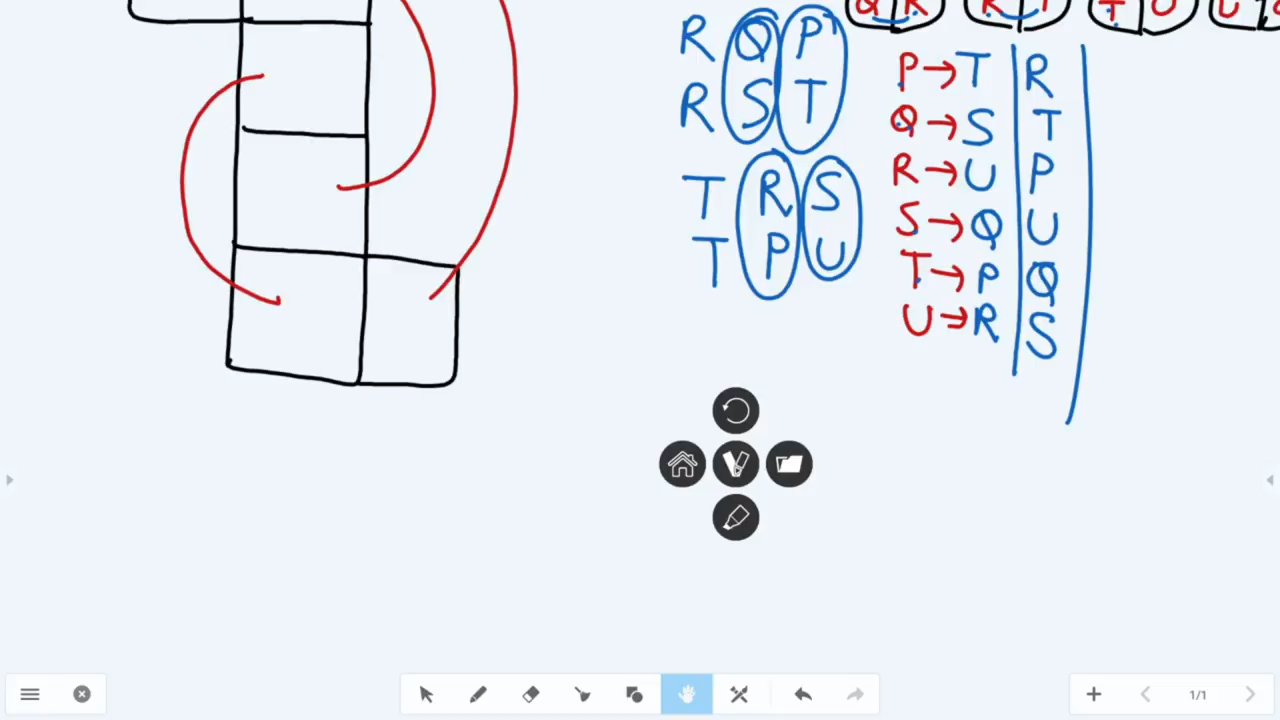 R Q P
R S T
T R S
T P U
P→T R
Q→S T
R→U P
S→Q U
T→P Q
U→R S
1/1